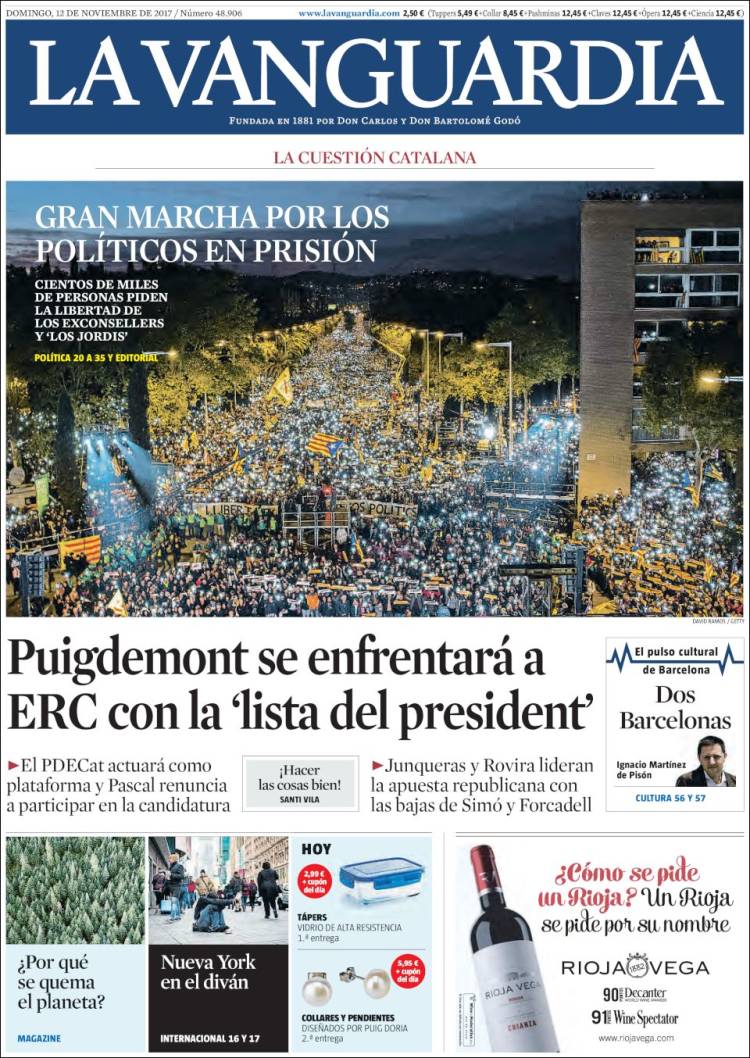 DOMINGO, 12 DE NOVIEMBRE DE 2017 / Número 48.906
www.lavanguardia.com 2,50 € (Tuppers 5,49 €+Collar 8,45 €+Pashminas 12,45 €+Claves 12,45 €+Ópera 12,45 €+Ciencia 12,45 €)
LA VANGUARDIA
FUNDADA EN 1881 POR DON CARLOS Y DON BARTOLOMÉ GODÓ
LA CUESTIÓN CATALANA
GRAN MARCHA POR LOS
POLÍTICOS EN PRISIÓN
CIENTOS DE MILES
DE PERSONAS PIDEN
LA LIBERTAD DE
LOS EXCONSELLERS
Y ‘LOS JORDIS’
POLÍTICA 20 A 35 Y EDITORIAL
DAVID RAMOS / GETTY
Puigdemont se enfrentará a
ERC con la ‘lista del president’
►El PDECat actuará como
plataforma y Pascal renuncia
a participar en la candidatura
¡Hacer
las cosas bien!
SANTI VILA
►Junqueras y Rovira lideran
la apuesta republicana con
las bajas de Simó y Forcadell
El pulso cultural
de Barcelona
Dos
Barcelonas
Ignacio Martínez
de Pisón
CULTURA 56 Y 57
¿Por qué
se quema
el planeta?
MAGAZINE
Nueva York
en el diván
INTERNACIONAL 16 Y 17
HOY
2,99 €
+ cupón
del día
TÁPERS
VIDRIO DE ALTA RESISTENCIA
1.ª entrega
5,95 €
+ cupón
del día
COLLARES Y PENDIENTES
DISEÑADOS POR PUIG DORIA
2.ª entrega
¿Cómo se pide
un Rioja? Un Rioja
se pide por su nombre
RIOJA VEGA
1882
90 Decanter
91 Wine Spectator
www.riojavega.com
RIOJA VEGA
CRIANZA